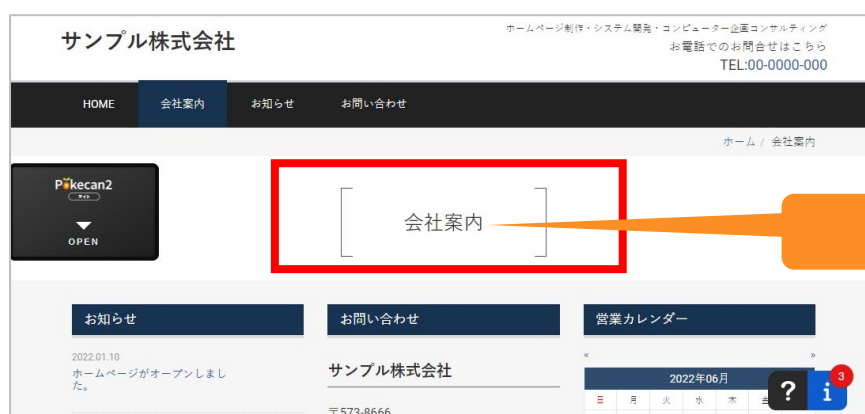 サンプル株式会社
ホームページ制作・システム開発・コンピューター企画コンサルティング
お電話でのお問合せはこちら
TEL:00-0000-000
HOME 会社案内 お知らせ お問い合わせ
ホーム / 会社案内
Pokecan2
OPEN
会社案内
お知らせ
2022.01.10
ホームページがオープンしまし
た。
お問い合わせ
サンプル株式会社
〒573-8666
営業カレンダー
« »
2022年06月
日 月 火 水 木 金
? i 3